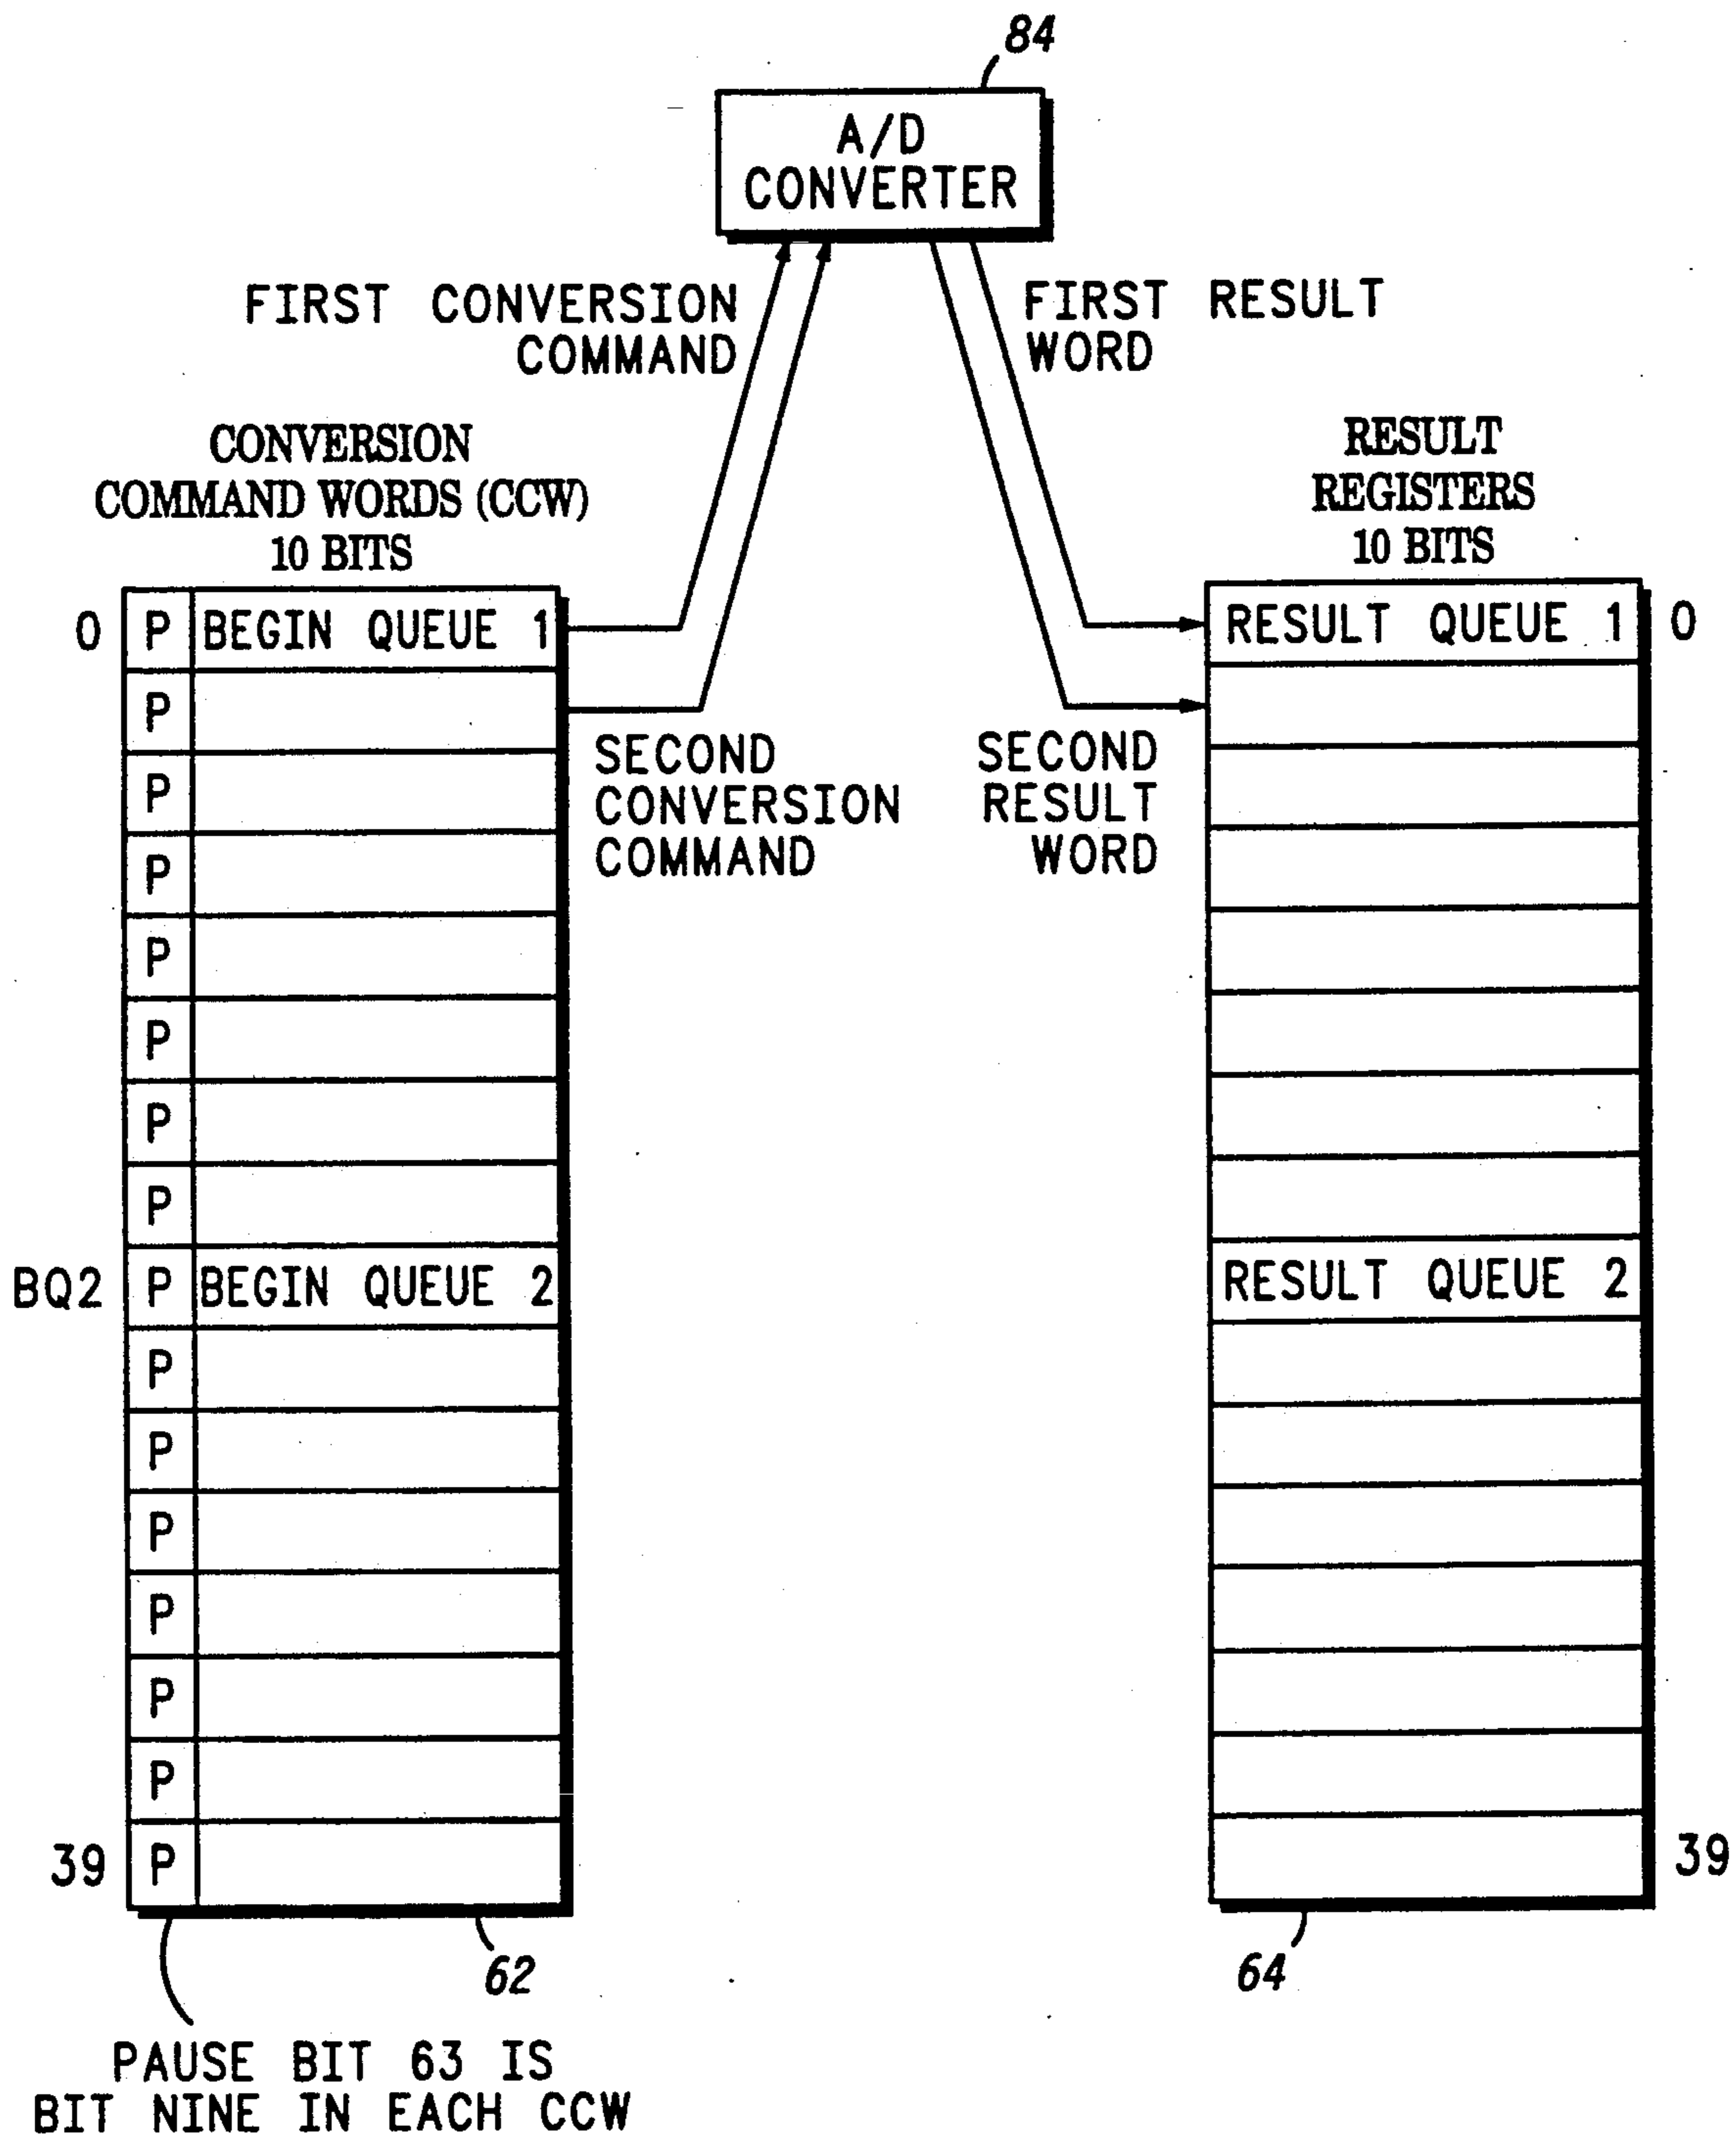 84
A/D
CONVERTER
FIRST CONVERSION
COMMAND
FIRST RESULT
WORD
CONVERSION
COMMAND WORDS (CCW)
10 BITS
RESULT
REGISTERS
10 BITS
0 P BEGIN QUEUE 1
RESULT QUEUE 1 0
P
SECOND
CONVERSION
COMMAND
SECOND
RESULT
WORD
P
P
P
P
P
P
BQ2 P BEGIN QUEUE 2
RESULT QUEUE 2
P
P
P
P
P
P
39 P
39
62
64
PAUSE BIT 63 IS
BIT NINE IN EACH CCW